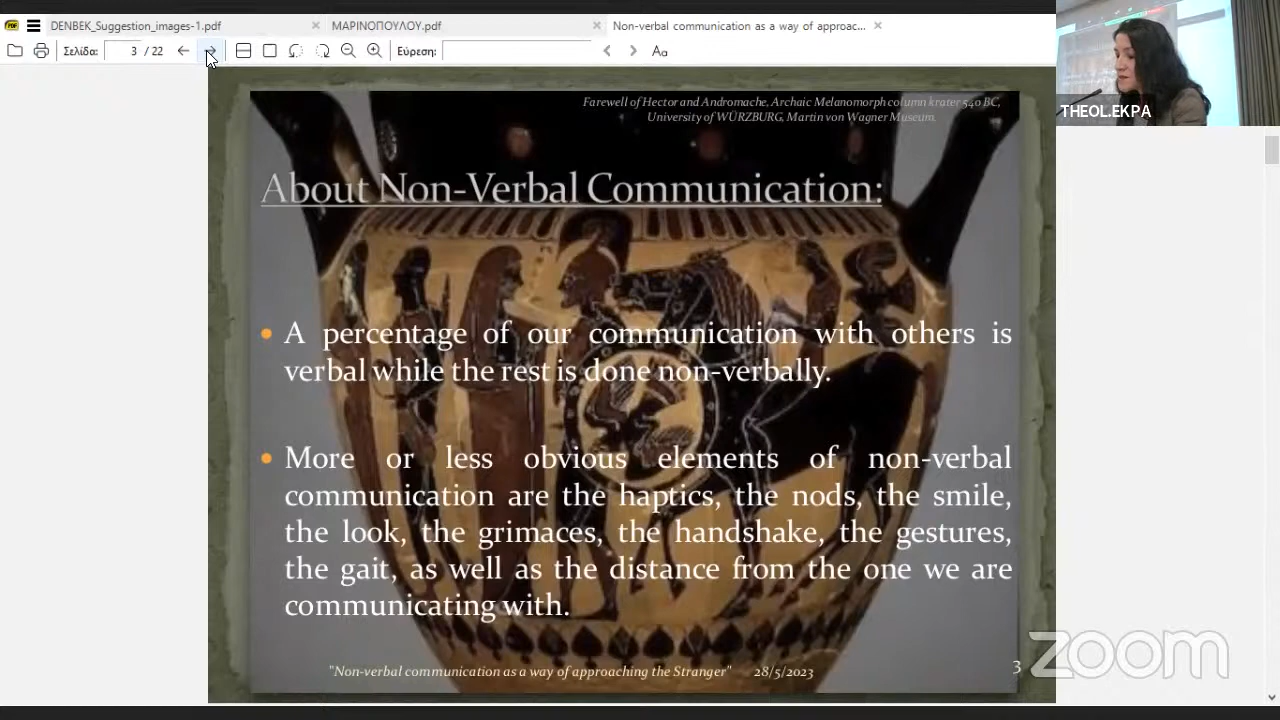 DENBEK_Suggestion_images-1.pdf
ΜΑΡΙΝΟΠΟΥΛΟΥ.pdf
Non-verbal communication as a way of approac...
Σελίδα: 3 / 22
Εύρεση:
Aα
THEOL.EKPA
Farewell of Hector and Andromache, Archaic Melanomorph column krater 540 BC,
University of WÜRZBURG, Martin von Wagner Museum.
About Non-Verbal Communication:
• A percentage of our communication with others is
verbal while the rest is done non-verbally.
• More or less obvious elements of non-verbal
communication are the haptics, the nods, the smile,
the look, the grimaces, the handshake, the gestures,
the gait, as well as the distance from the one we are
communicating with.
"Non-verbal communication as a way of approaching the Stranger" 28/5/2023
3
zoom